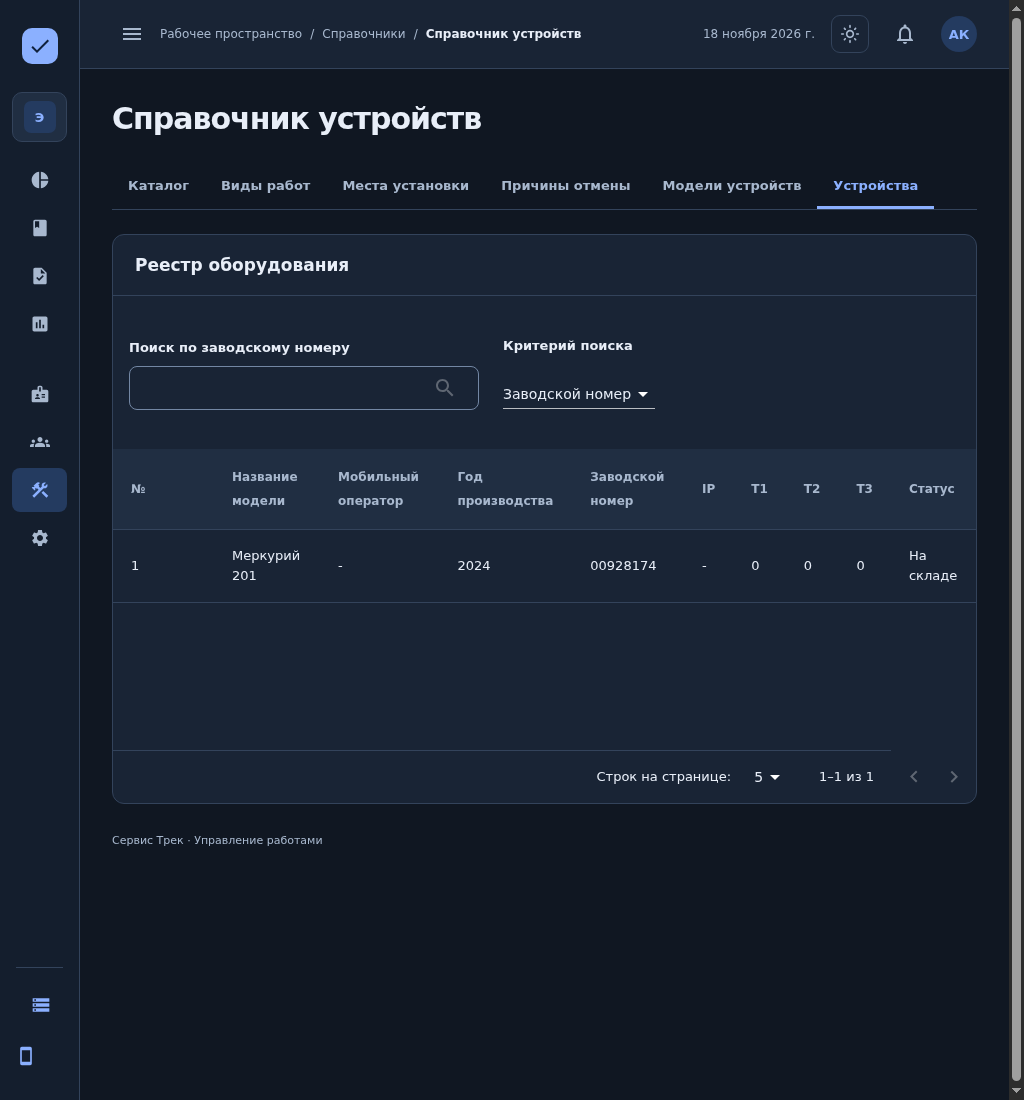 Рабочее пространство / Справочники / Справочник устройств
18 ноября 2026 г.
АК
Э
Справочник устройств
Каталог Виды работ Места установки Причины отмены Модели устройств Устройства
Реестр оборудования
Поиск по заводскому номеру
Критерий поиска
Заводской номер
№ Название модели Мобильный оператор Год производства Заводской номер IP T1 T2 T3 Статус
1 Меркурий 201 - 2024 00928174 - 0 0 0 На складе
Строк на странице: 5 1–1 из 1
Сервис Трек · Управление работами